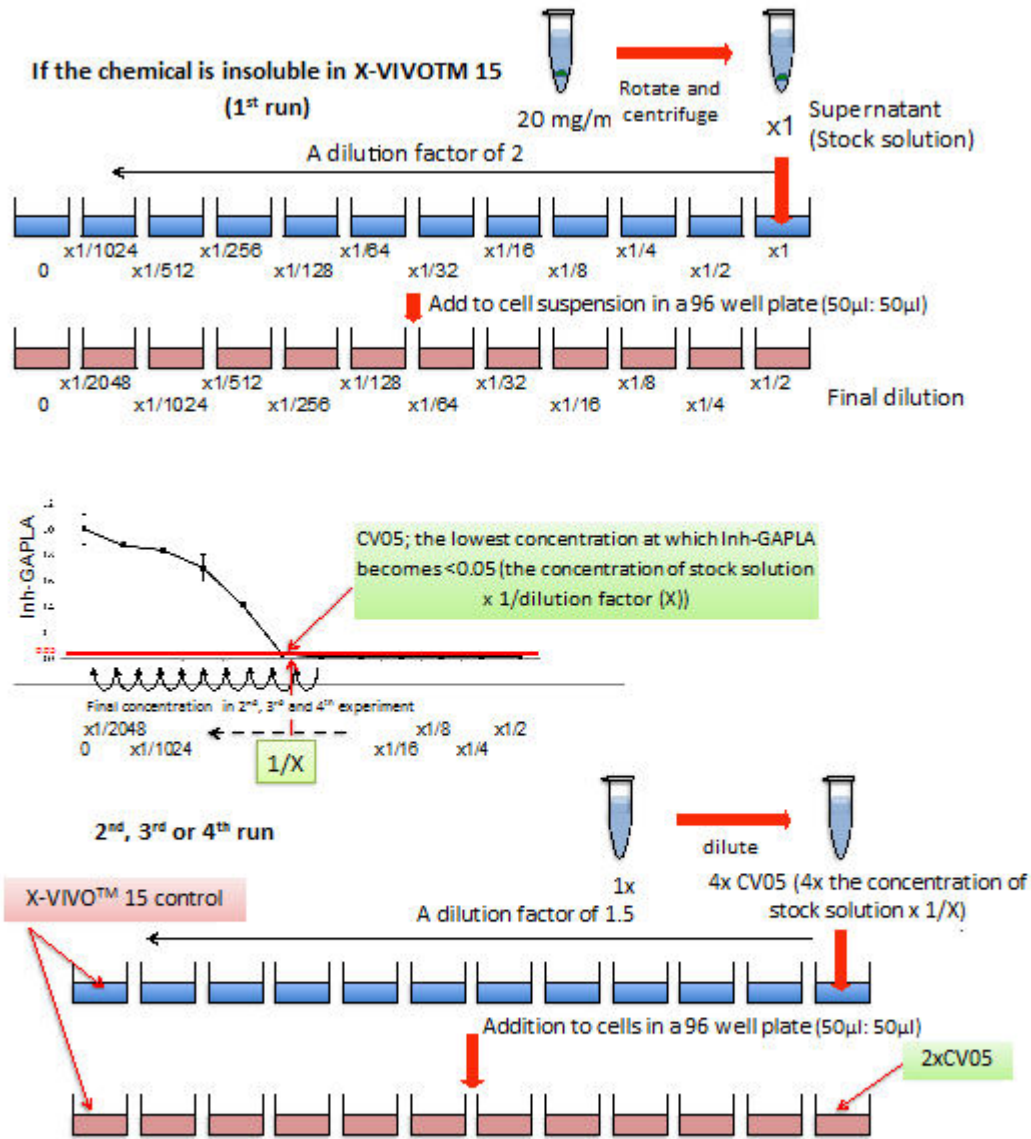 If the chemical is insoluble in X-VIVOTM 15
(1st run)
20 mg/m
Rotate and
centrifuge
x1
Supernatant
(Stock solution)
A dilution factor of 2
0 x1/1024 x1/512 x1/256 x1/128 x1/64 x1/32 x1/16 x1/8 x1/4 x1/2 x1
Add to cell suspension in a 96 well plate (50µl: 50µl)
0 x1/2048 x1/1024 x1/512 x1/256 x1/128 x1/64 x1/32 x1/16 x1/8 x1/4 x1/2
Final dilution
Inh-GAPLA
CV05; the lowest concentration at which Inh-GAPLA
becomes <0.05 (the concentration of stock solution
x 1/dilution factor (X))
Final concentration in 2nd, 3rd and 4th experiment
0 x1/2048 x1/1024 x1/16 x1/8 x1/4 x1/2
1/X
2nd, 3rd or 4th run
dilute
1x
4x CV05 (4x the concentration of
stock solution x 1/X)
X-VIVOTM 15 control
A dilution factor of 1.5
Addition to cells in a 96 well plate (50µl: 50µl)
2xCV05